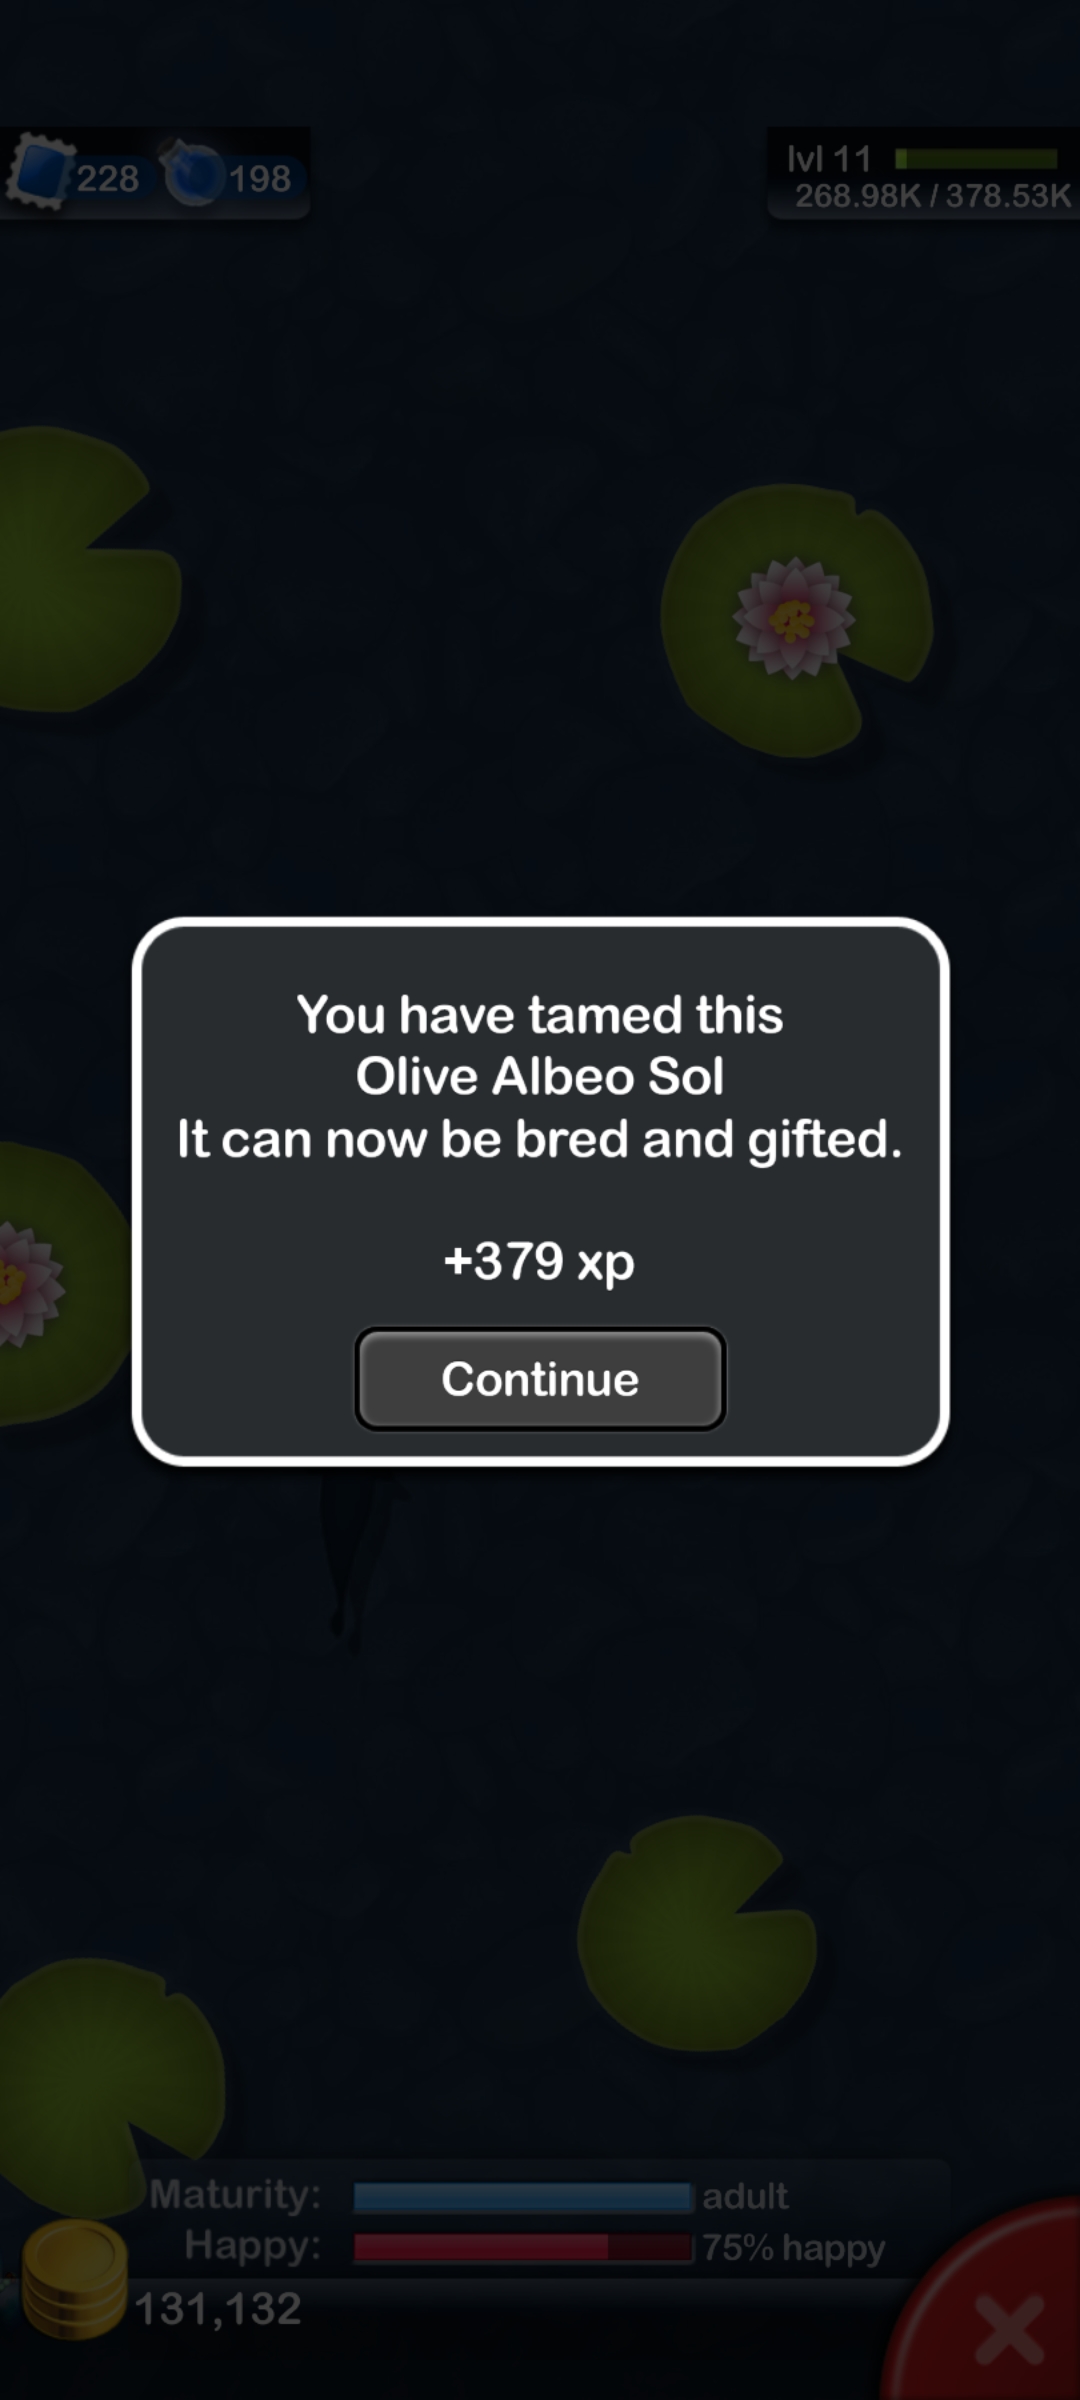 228
198
lvl 11
268.98K / 378.53K
You have tamed this
Olive Albeo Sol
It can now be bred and gifted.
+379 xp
Continue
Maturity: adult
Happy: 75% happy
131,132